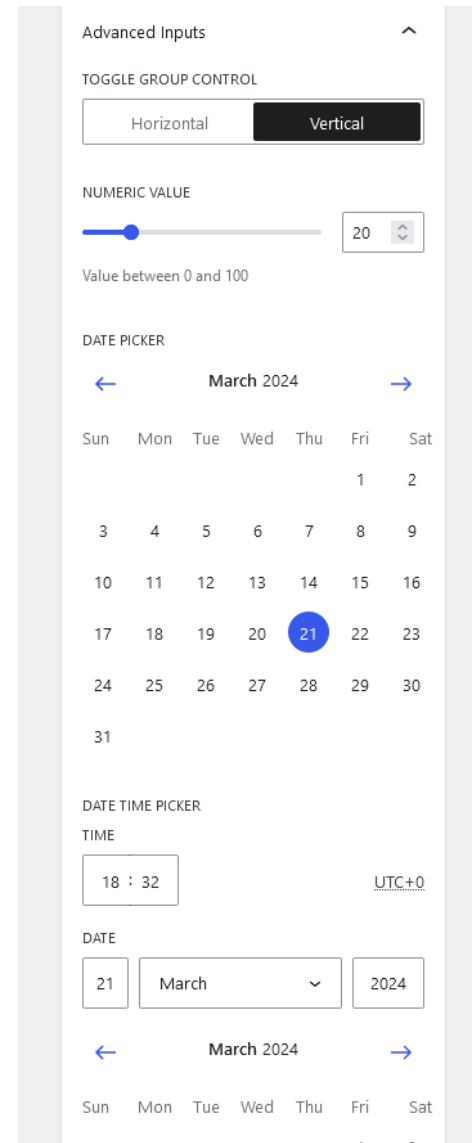 Advanced Inputs
TOGGLE GROUP CONTROL
Horizontal Vertical
NUMERIC VALUE
20
Value between 0 and 100
DATE PICKER
March 2024
Sun Mon Tue Wed Thu Fri Sat
1 2
3 4 5 6 7 8 9
10 11 12 13 14 15 16
17 18 19 20 21 22 23
24 25 26 27 28 29 30
31
DATE TIME PICKER
TIME
18 : 32 UTC+0
DATE
21 March 2024
March 2024
Sun Mon Tue Wed Thu Fri Sat